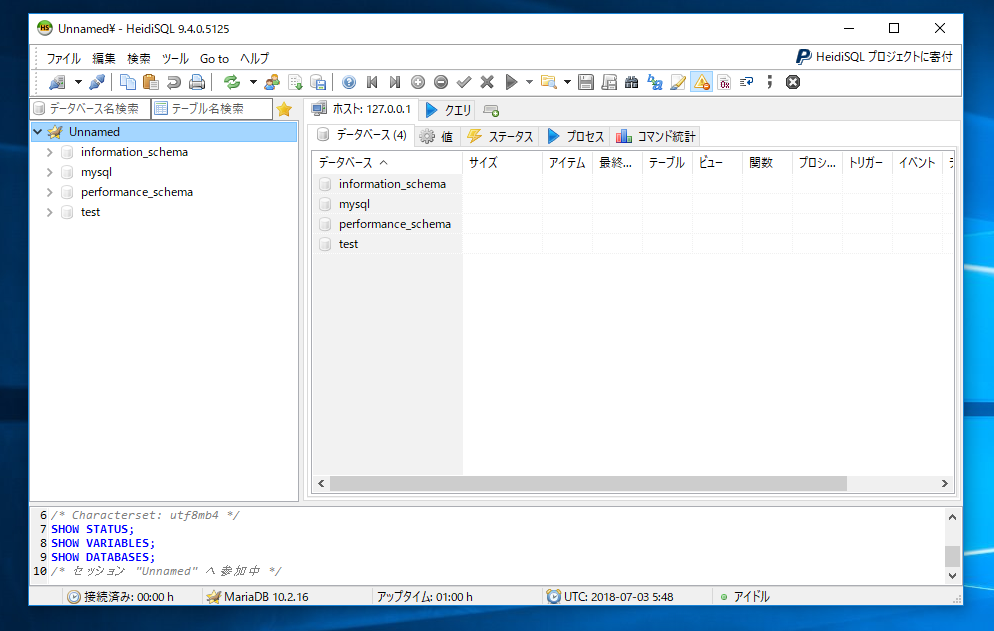 Unnamed¥ - HeidiSQL 9.4.0.5125
ファイル 編集 検索 ツール Go to ヘルプ
HeidiSQL プロジェクトに寄付
データベース名検索 テーブル名検索
ホスト: 127.0.0.1 クエリ
Unnamed
information_schema
mysql
performance_schema
test
データベース (4) 値 ステータス プロセス コマンド統計
データベース サイズ アイテム 最終... テーブル ビュー 関数 プロシ... トリガー イベント
information_schema
mysql
performance_schema
test
6 /* Characterset: utf8mb4 */
7 SHOW STATUS;
8 SHOW VARIABLES;
9 SHOW DATABASES;
10 /* セッション "Unnamed" へ参加中 */
接続済み: 00:00 h MariaDB 10.2.16 アップタイム: 01:00 h UTC: 2018-07-03 5:48 アイドル